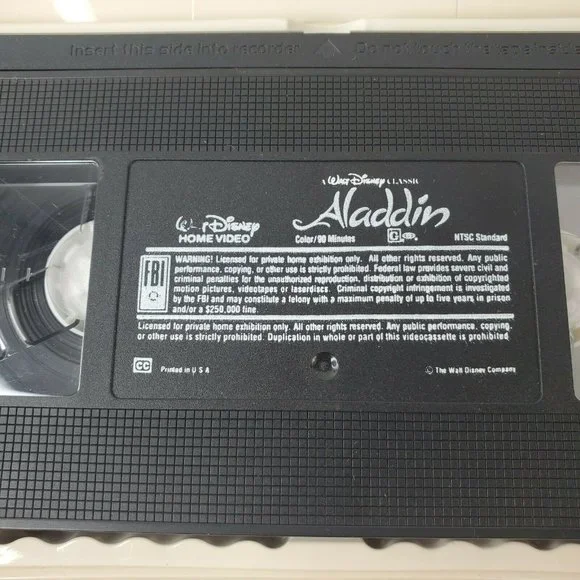 Insert this side into recorder Do not touch the tape inside
A WALT DISNEY CLASSIC
Walt Disney Aladdin
HOME VIDEO Color/90 Minutes G NTSC Standard
FBI
WARNING! Licensed for private home exhibition only. All other rights reserved. Any public
performance, copying, or other use is strictly prohibited. Federal law provides severe civil and
criminal penalties for the unauthorized reproduction, distribution or exhibition of copyrighted
motion pictures, videotapes or laserdiscs. Criminal copyright infringement is investigated
by the FBI and may constitute a felony with a maximum penalty of up to five years in prison
and/or a $250,000 fine.
Licensed for private home exhibition only. All other rights reserved. Any public performance, copying,
or other use is strictly prohibited. Duplication in whole or part of this videocassette is prohibited
CC Printed in U S A © The Walt Disney Company